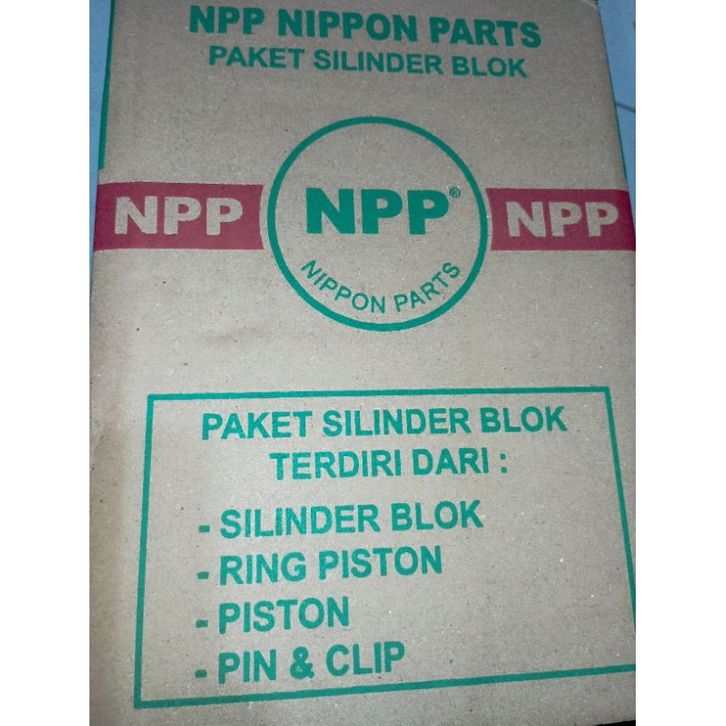 NPP NIPPON PARTS
PAKET SILINDER BLOK
NPP
NPP®
NIPPON PARTS
NPP
PAKET SILINDER BLOK
TERDIRI DARI :
- SILINDER BLOK
- RING PISTON
- PISTON
- PIN & CLIP